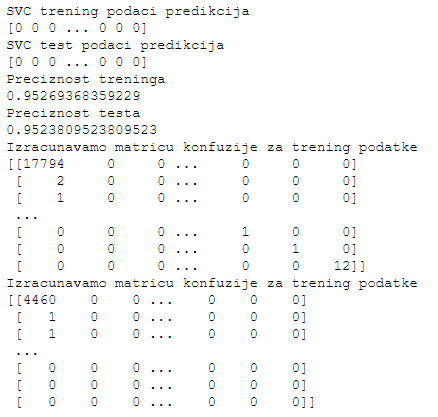 SVC trening podaci predikcija
[0 0 0 ... 0 0 0]
SVC test podaci predikcija
[0 0 0 ... 0 0 0]
Preciznost treninga
0.95269368359229
Preciznost testa
0.9523809523809523
Izracunavamo matricu konfuzije za trening podatke
[[17794     0     0 ...     0     0     0]
 [    2     0     0 ...     0     0     0]
 [    1     0     0 ...     0     0     0]
 ...
 [    0     0     0 ...     1     0     0]
 [    0     0     0 ...     0     1     0]
 [    0     0     0 ...     0     0    12]]
Izracunavamo matricu konfuzije za trening podatke
[[4460    0    0 ...    0    0    0]
 [   1    0    0 ...    0    0    0]
 [   1    0    0 ...    0    0    0]
 ...
 [   0    0    0 ...    0    0    0]
 [   0    0    0 ...    0    0    0]
 [   0    0    0 ...    0    0    0]]